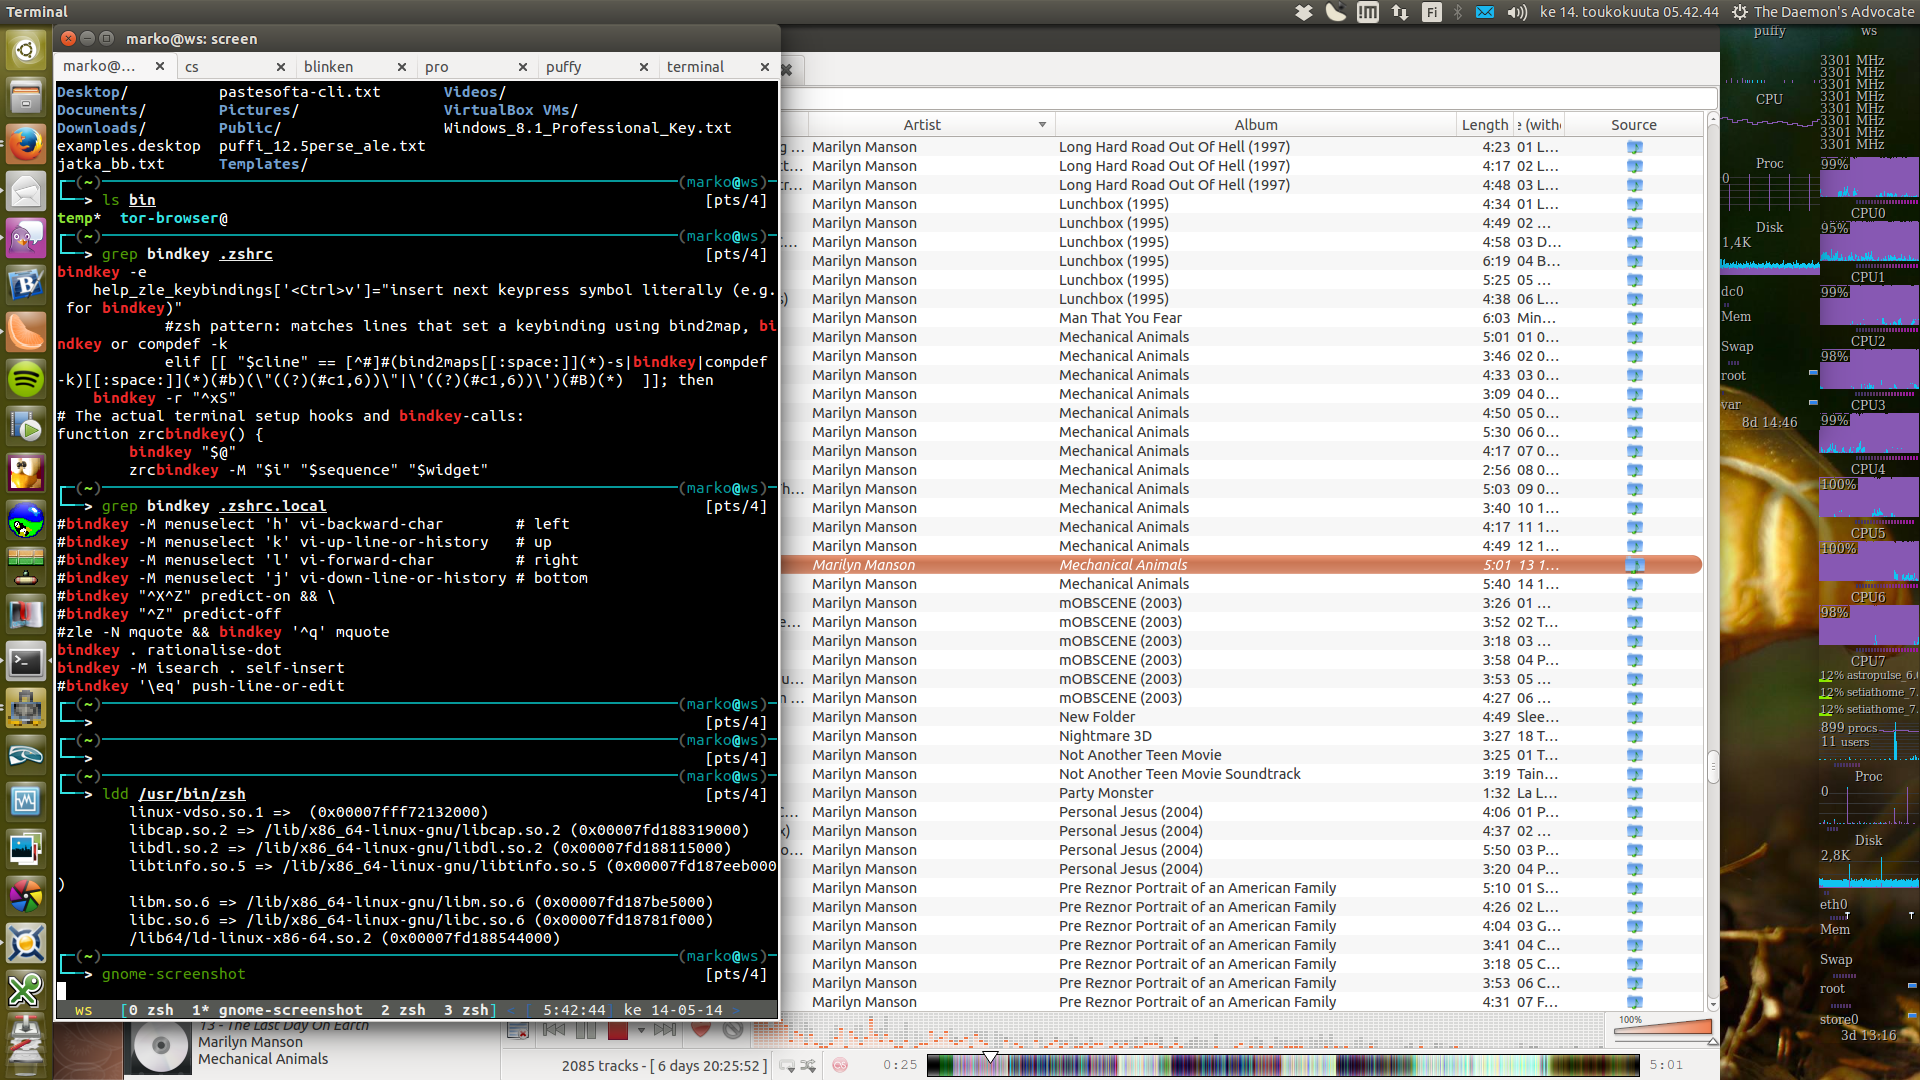 Terminal
Fi
ke 14. toukokuuta 05.42.44
The Daemon's Advocate
marko@ws: screen
marko@... cs blinken pro puffy terminal
Desktop/ pastesofta-cli.txt Videos/
Documents/ Pictures/ VirtualBox VMs/
Downloads/ Public/ Windows_8.1_Professional_Key.txt
examples.desktop puffi_12.5perse_ale.txt
jatka_bb.txt Templates/
(~) (marko@ws)
> ls bin [pts/4]
temp* tor-browser@
(~) (marko@ws)
> grep bindkey .zshrc [pts/4]
bindkey -e
help_zle_keybindings['<Ctrl>v']="insert next keypress symbol literally (e.g.
for bindkey)"
#zsh pattern: matches lines that set a keybinding using bind2map, bi
ndkey or compdef -k
elif [[ "$cline" == [^#]#(bind2maps[[:space:]](*)-s|bindkey|compdef
-k)[[:space:]](*)(#b)(\"((?)(#c1,6))\"|\'((?)(#c1,6))\')(#B)(*)  ]]; then
bindkey -r "^xS"
# The actual terminal setup hooks and bindkey-calls:
function zrcbindkey() {
bindkey "$@"
zrcbindkey -M "$i" "$sequence" "$widget"
(~) (marko@ws)
> grep bindkey .zshrc.local [pts/4]
#bindkey -M menuselect 'h' vi-backward-char # left
#bindkey -M menuselect 'k' vi-up-line-or-history # up
#bindkey -M menuselect 'l' vi-forward-char # right
#bindkey -M menuselect 'j' vi-down-line-or-history # bottom
#bindkey "^X^Z" predict-on && \
#bindkey "^Z" predict-off
#zle -N mquote && bindkey '^q' mquote
bindkey . rationalise-dot
bindkey -M isearch . self-insert
#bindkey '\eq' push-line-or-edit
(~) (marko@ws)
> [pts/4]
(~) (marko@ws)
> [pts/4]
(~) (marko@ws)
> ldd /usr/bin/zsh [pts/4]
linux-vdso.so.1 =>  (0x00007fff72132000)
libcap.so.2 => /lib/x86_64-linux-gnu/libcap.so.2 (0x00007fd188319000)
libdl.so.2 => /lib/x86_64-linux-gnu/libdl.so.2 (0x00007fd188115000)
libtinfo.so.5 => /lib/x86_64-linux-gnu/libtinfo.so.5 (0x00007fd187eeb000
)
libm.so.6 => /lib/x86_64-linux-gnu/libm.so.6 (0x00007fd187be5000)
libc.so.6 => /lib/x86_64-linux-gnu/libc.so.6 (0x00007fd18781f000)
/lib64/ld-linux-x86-64.so.2 (0x00007fd188544000)
(~) (marko@ws)
> gnome-screenshot [pts/4]
ws [0 zsh 1* gnome-screenshot 2 zsh 3 zsh] 5:42:44 ke 14-05-14
Artist Album Length e (with Source
Marilyn Manson Long Hard Road Out Of Hell (1997) 4:23 01 L...
Marilyn Manson Long Hard Road Out Of Hell (1997) 4:17 02 L...
Marilyn Manson Long Hard Road Out Of Hell (1997) 4:48 03 L...
Marilyn Manson Lunchbox (1995) 4:34 01 L...
Marilyn Manson Lunchbox (1995) 4:49 02 ...
Marilyn Manson Lunchbox (1995) 4:58 03 D...
Marilyn Manson Lunchbox (1995) 6:19 04 B...
Marilyn Manson Lunchbox (1995) 5:25 05 ...
Marilyn Manson Lunchbox (1995) 4:38 06 L...
Marilyn Manson Man That You Fear 6:03 Min...
Marilyn Manson Mechanical Animals 5:01 01 0...
Marilyn Manson Mechanical Animals 3:46 02 0...
Marilyn Manson Mechanical Animals 4:33 03 0...
Marilyn Manson Mechanical Animals 3:09 04 0...
Marilyn Manson Mechanical Animals 4:50 05 0...
Marilyn Manson Mechanical Animals 5:30 06 0...
Marilyn Manson Mechanical Animals 4:17 07 0...
Marilyn Manson Mechanical Animals 2:56 08 0...
Marilyn Manson Mechanical Animals 5:03 09 0...
Marilyn Manson Mechanical Animals 3:40 10 1...
Marilyn Manson Mechanical Animals 4:17 11 1...
Marilyn Manson Mechanical Animals 4:49 12 1...
Marilyn Manson Mechanical Animals 5:01 13 1...
Marilyn Manson Mechanical Animals 5:40 14 1...
Marilyn Manson mOBSCENE (2003) 3:26 01 ...
Marilyn Manson mOBSCENE (2003) 3:52 02 T...
Marilyn Manson mOBSCENE (2003) 3:18 03 ...
Marilyn Manson mOBSCENE (2003) 3:58 04 P...
Marilyn Manson mOBSCENE (2003) 3:53 05 ...
Marilyn Manson mOBSCENE (2003) 4:27 06 ...
Marilyn Manson New Folder 4:49 Slee...
Marilyn Manson Nightmare 3D 3:27 18 T...
Marilyn Manson Not Another Teen Movie 3:25 01 T...
Marilyn Manson Not Another Teen Movie Soundtrack 3:19 Tain...
Marilyn Manson Party Monster 1:32 La L...
Marilyn Manson Personal Jesus (2004) 4:06 01 P...
Marilyn Manson Personal Jesus (2004) 4:37 02 ...
Marilyn Manson Personal Jesus (2004) 5:50 03 P...
Marilyn Manson Personal Jesus (2004) 3:20 04 P...
Marilyn Manson Pre Reznor Portrait of an American Family 5:10 01 S...
Marilyn Manson Pre Reznor Portrait of an American Family 4:26 02 L...
Marilyn Manson Pre Reznor Portrait of an American Family 4:04 03 G...
Marilyn Manson Pre Reznor Portrait of an American Family 3:41 04 C...
Marilyn Manson Pre Reznor Portrait of an American Family 3:18 05 C...
Marilyn Manson Pre Reznor Portrait of an American Family 3:53 06 C...
Marilyn Manson Pre Reznor Portrait of an American Family 4:31 07 F...
13 - The Last Day On Earth
Marilyn Manson
Mechanical Animals
2085 tracks - [ 6 days 20:25:52 ]
0:25
5:01
100%
puffy
CPU
Proc
0
Disk
1,4K
dc0
Mem
Swap
root
var
8d 14:46
ws
3301 MHz
3301 MHz
3301 MHz
3301 MHz
3301 MHz
3301 MHz
3301 MHz
3301 MHz
99%
CPU0
95%
CPU1
99%
CPU2
98%
CPU3
99%
CPU4
100%
CPU5
100%
CPU6
98%
CPU7
12% astropulse_6.
12% setiathome_7.
12% setiathome_7.
899 procs
11 users
Proc
0
Disk
2,8K
eth0
Mem
Swap
root
store0
3d 13:16